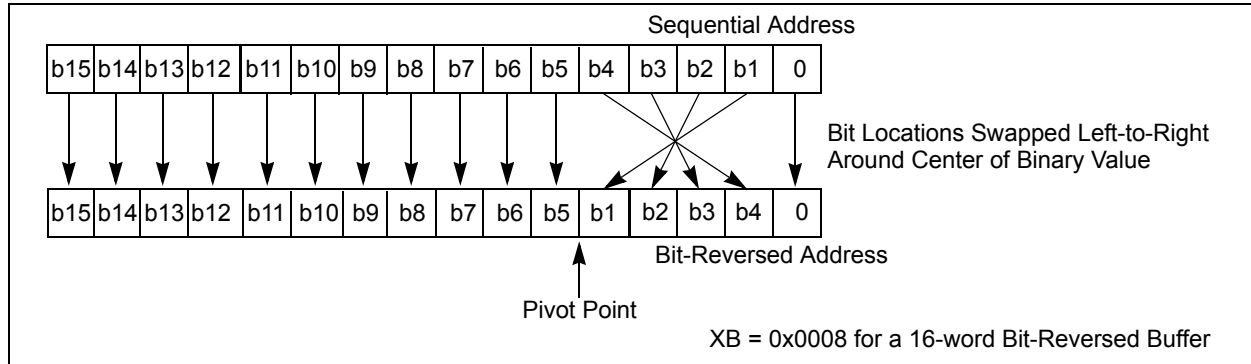 Sequential Address
b15 b14 b13 b12 b11 b10 b9 b8 b7 b6 b5 b4 b3 b2 b1 0
Bit Locations Swapped Left-to-Right
Around Center of Binary Value
b15 b14 b13 b12 b11 b10 b9 b8 b7 b6 b5 b1 b2 b3 b4 0
Bit-Reversed Address
Pivot Point
XB = 0x0008 for a 16-word Bit-Reversed Buffer